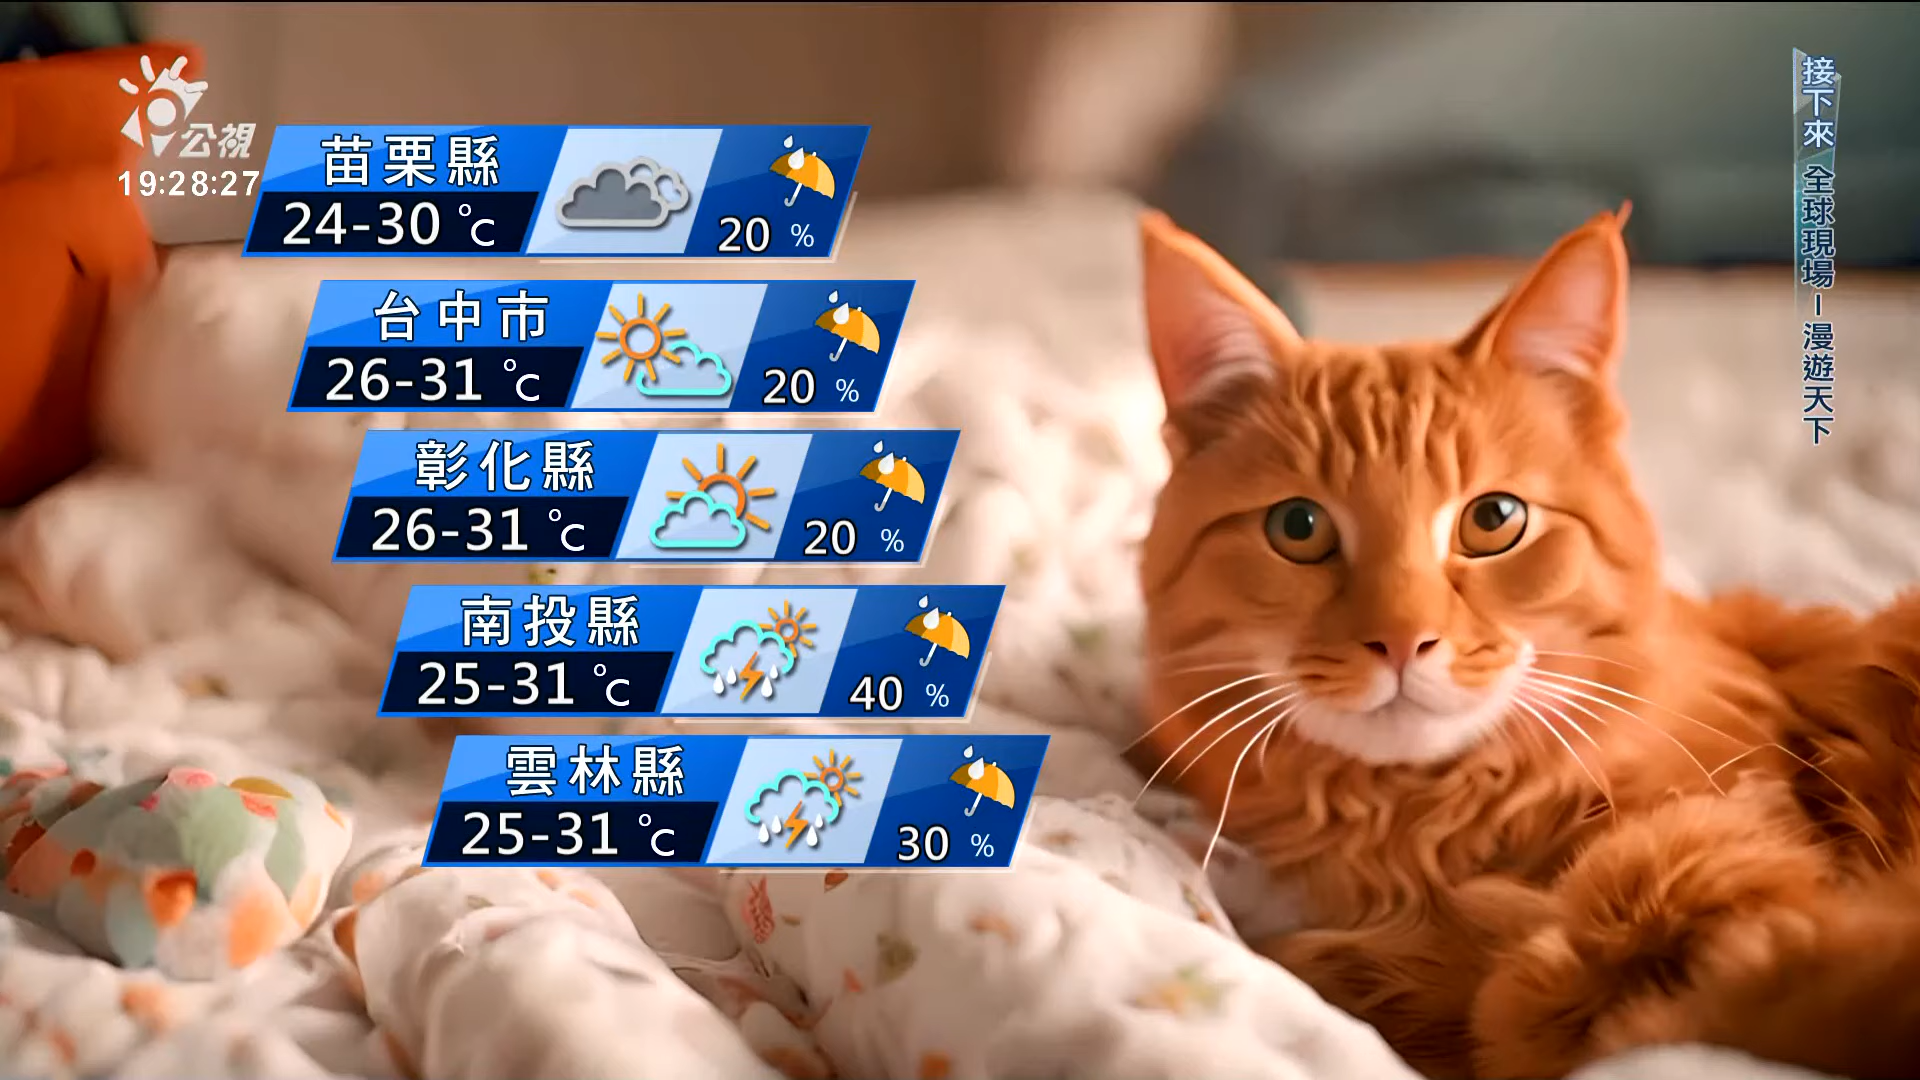 公視
19:28:27
苗栗縣
24-30 ℃
20 %
台中市
26-31 ℃
20 %
彰化縣
26-31 ℃
20 %
南投縣
25-31 ℃
40 %
雲林縣
25-31 ℃
30 %
接下來 全球現場－漫遊天下